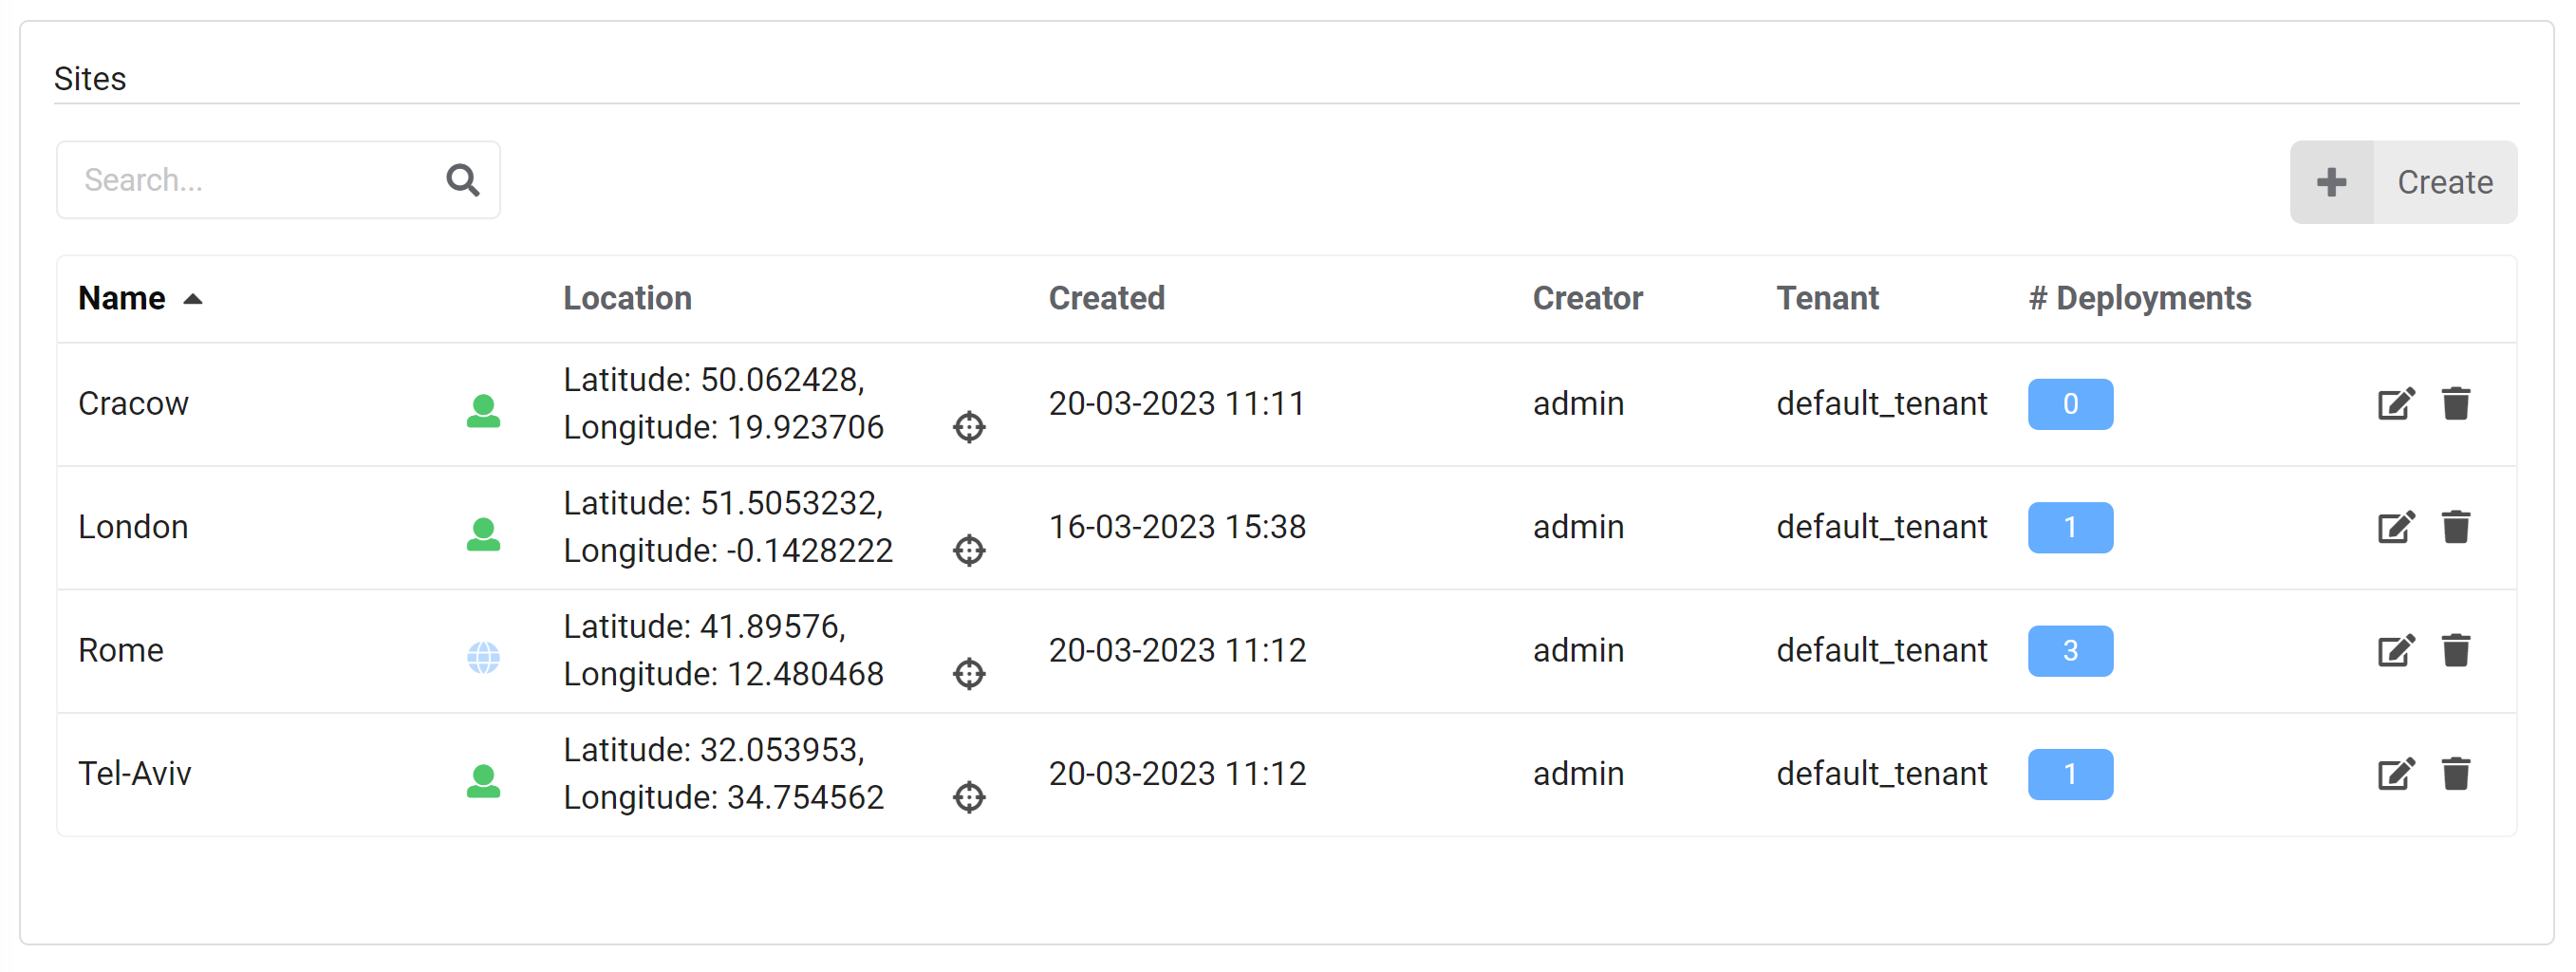 Sites
Search...
Create
Name Location Created Creator Tenant # Deployments
Cracow Latitude: 50.062428, Longitude: 19.923706 20-03-2023 11:11 admin default_tenant 0
London Latitude: 51.5053232, Longitude: -0.1428222 16-03-2023 15:38 admin default_tenant 1
Rome Latitude: 41.89576, Longitude: 12.480468 20-03-2023 11:12 admin default_tenant 3
Tel-Aviv Latitude: 32.053953, Longitude: 34.754562 20-03-2023 11:12 admin default_tenant 1